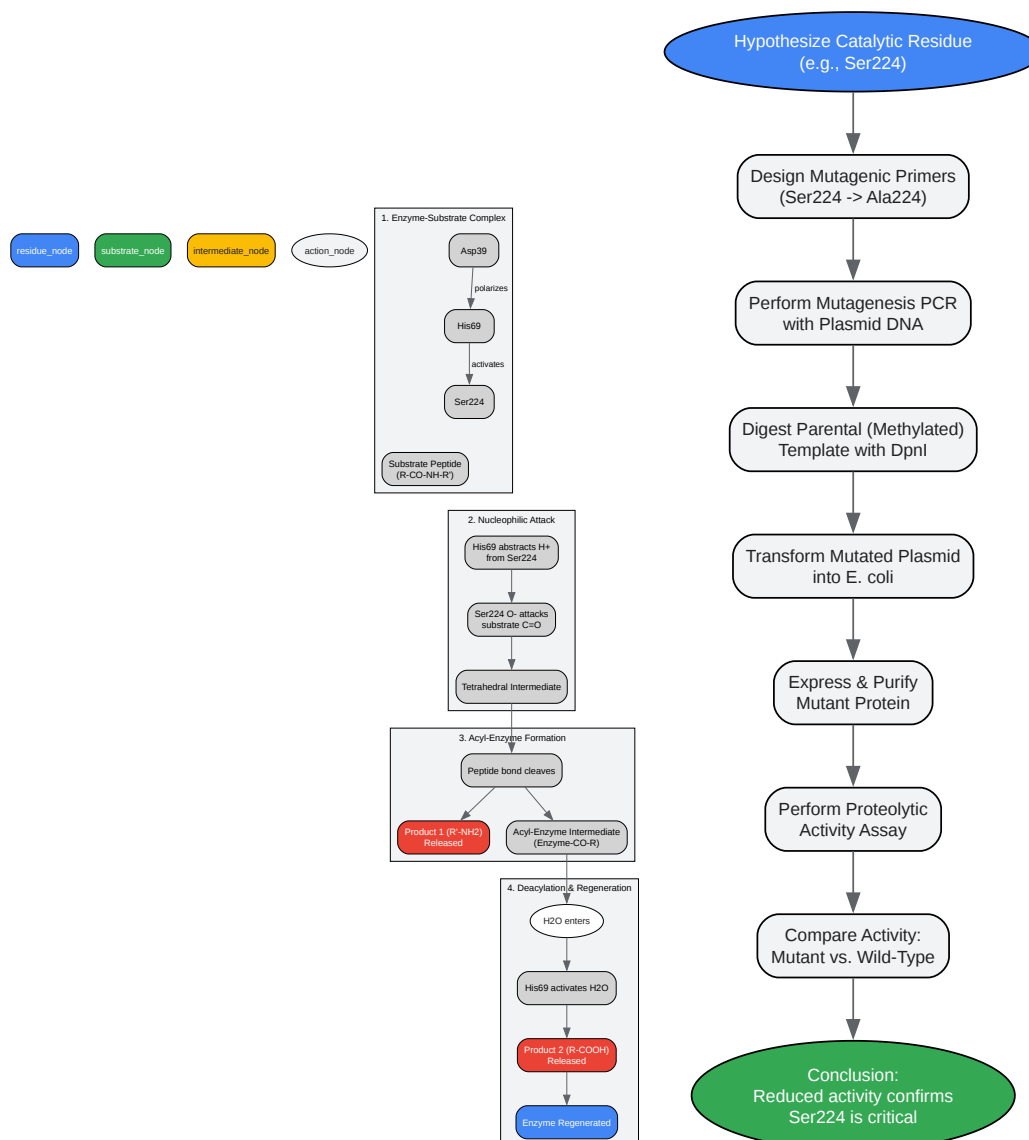 residue_node
substrate_node
intermediate_node
action_node
1. Enzyme-Substrate Complex
Asp39
polarizes
His69
activates
Ser224
Substrate Peptide
(R-CO-NH-R')
2. Nucleophilic Attack
His69 abstracts H+
from Ser224
Ser224 O- attacks
substrate C=O
Tetrahedral Intermediate
3. Acyl-Enzyme Formation
Peptide bond cleaves
Product 1 (R'-NH2)
Released
Acyl-Enzyme Intermediate
(Enzyme-CO-R)
4. Deacylation & Regeneration
H2O enters
His69 activates H2O
Product 2 (R-COOH)
Released
Enzyme Regenerated
Hypothesize Catalytic Residue
(e.g., Ser224)
Design Mutagenic Primers
(Ser224 -> Ala224)
Perform Mutagenesis PCR
with Plasmid DNA
Digest Parental (Methylated)
Template with DpnI
Transform Mutated Plasmid
into E. coli
Express & Purify
Mutant Protein
Perform Proteolytic
Activity Assay
Compare Activity:
Mutant vs. Wild-Type
Conclusion:
Reduced activity confirms
Ser224 is critical